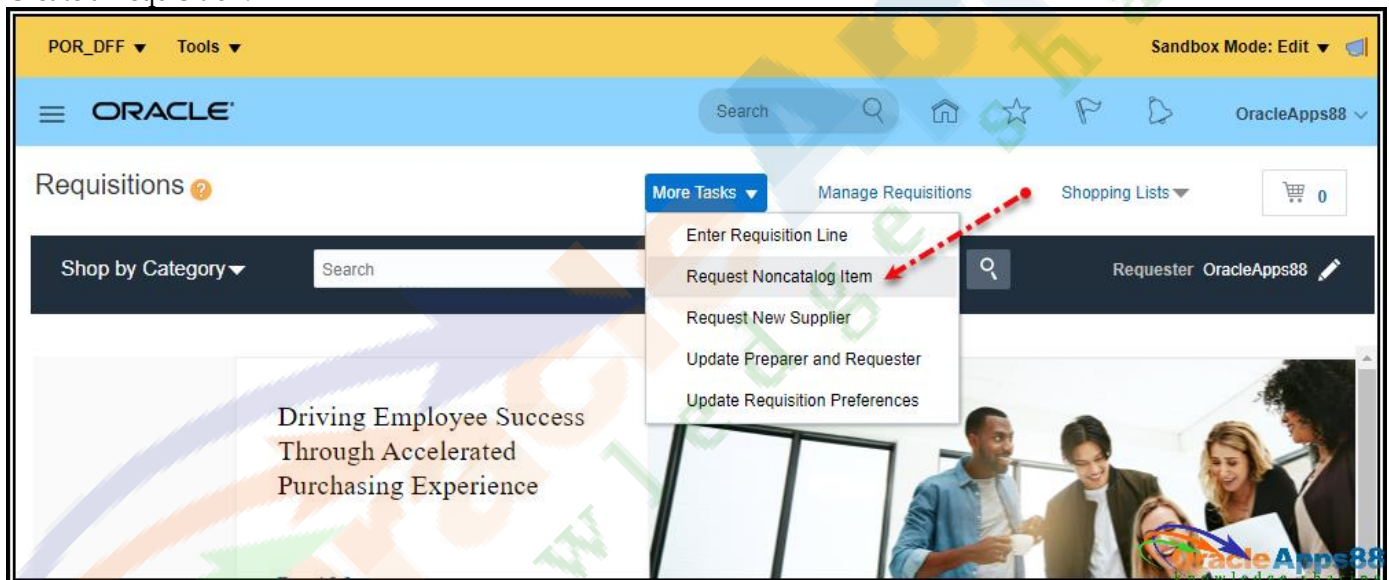 POR_DFF Tools Sandbox Mode: Edit
ORACLE Search OracleApps88
Requisitions ? More Tasks Manage Requisitions Shopping Lists 0
Shop by Category Search Requester OracleApps88
Enter Requisition Line
Request Noncatalog Item
Request New Supplier
Update Preparer and Requester
Update Requisition Preferences
Driving Employee Success
Through Accelerated
Purchasing Experience
OracleApps88